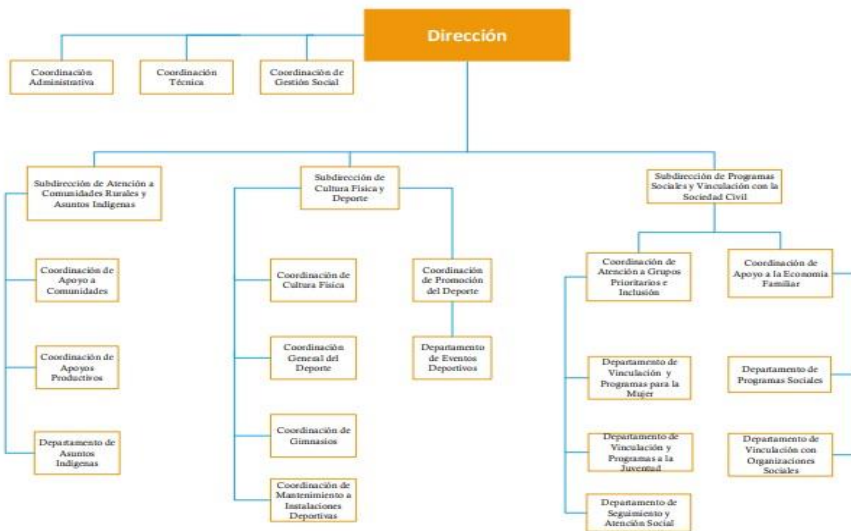 Dirección
Coordinación
Administrativa
Coordinación
Técnica
Coordinación de
Gestión Social
Subdirección de Atención a
Comunidades Rurales y
Asuntos Indígenas
Subdirección de
Cultura Física y
Deporte
Subdirección de Programas
Sociales y Vinculación con la
Sociedad Civil
Coordinación de
Apoyo a
Comunidades
Coordinación de
Cultura Física
Coordinación
de Promoción
del Deporte
Coordinación de
Atención a Grupos
Prioritarios e
Inclusión
Coordinación de
Apoyo a la Economía
Familiar
Coordinación de
Apoyos
Productivos
Coordinación
General del
Deporte
Departamento
de Eventos
Deportivos
Departamento de
Vinculación y
Programas para la
Mujer
Departamento de
Programas Sociales
Departamento de
Asuntos
Indígenas
Coordinación de
Gimnasios
Departamento de
Vinculación y
Programas a la
Juventud
Departamento de
Vinculación con
Organizaciones
Sociales
Coordinación de
Mantenimiento a
Instalaciones
Deportivas
Departamento de
Seguimiento y
Atención Social